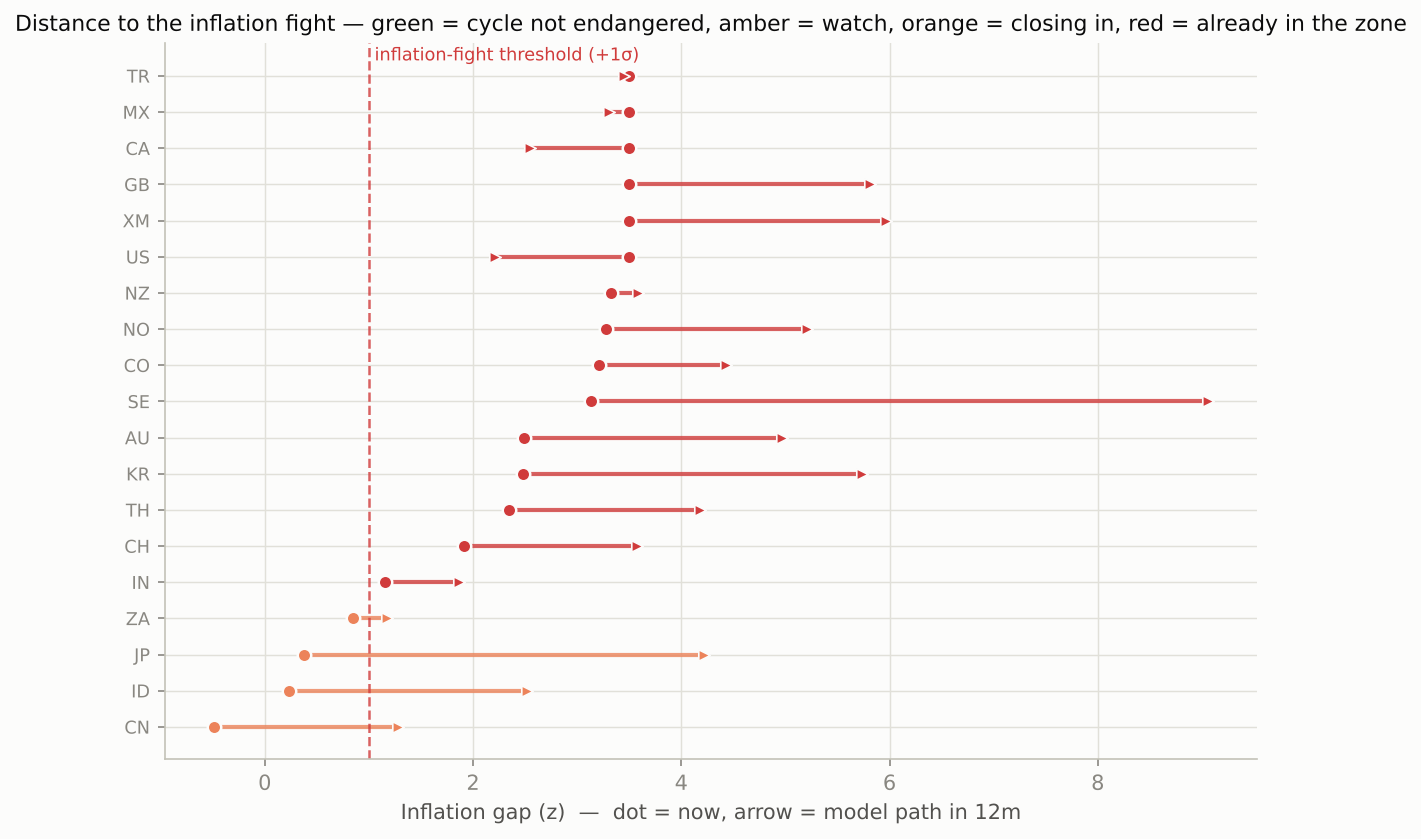 Distance to the inflation fight — green = cycle not endangered, amber = watch, orange = closing in, red = already in the zone
inflation-fight threshold (+1σ)
TR
MX
CA
GB
XM
US
NZ
NO
CO
SE
AU
KR
TH
CH
IN
ZA
JP
ID
CN
0 2 4 6 8
Inflation gap (z) — dot = now, arrow = model path in 12m